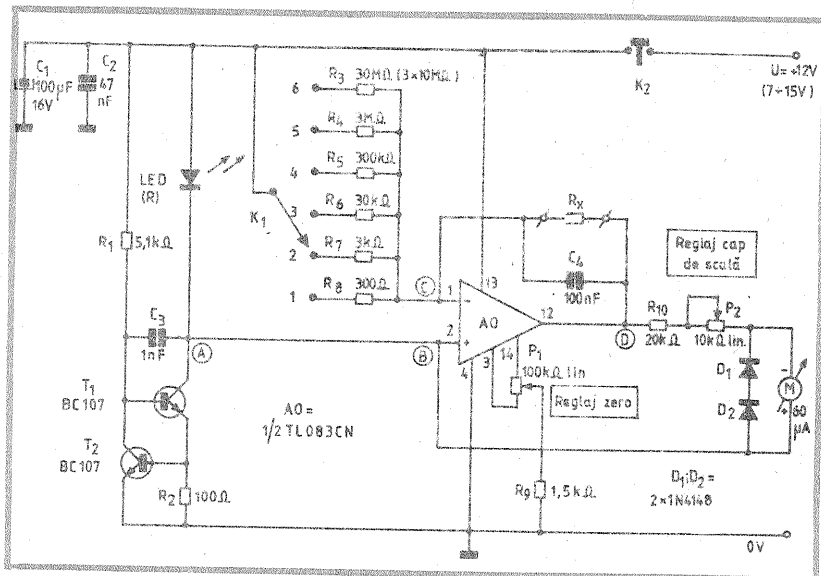 C1
100µF
16V
C2
47
nF
LED
(R)
R1
5,1kΩ
C3
1nF
A
T1
BC107
T2
BC107
R2
100Ω
AO =
1/2 TL083CN
K1
6
R3
30MΩ (3×10MΩ)
5
R4
3MΩ
4
R5
300kΩ
3
R6
30kΩ
2
R7
3kΩ
1
R8
300Ω
C
1
-
13
B
2
+
AO
12
4
3
14
P1
100kΩ lin
Reglaj zero
R9
1,5kΩ
Rx
C4
100nF
D
Reglaj cap
de scală
R10
20kΩ
P2
10kΩ lin.
D1
D2
-
M
+
µA
D1;D2 =
2×1N4148
K2
U=+12V
(7÷15V)
0V